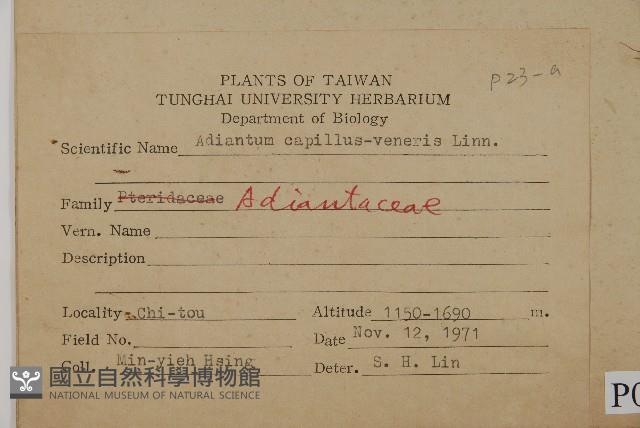 P23-a
PLANTS OF TAIWAN
TUNGHAI UNIVERSITY HERBARIUM
Department of Biology
Scientific Name Adiantum capillus-veneris Linn.
Family Pteridaceae Adiantaceae
Vern. Name
Description
Locality Chi-tou Altitude 1150-1690 m.
Field No. Date Nov. 12, 1971
Coll. Min-yieh Hsing Deter. S. H. Lin
國立自然科學博物館
NATIONAL MUSEUM OF NATURAL SCIENCE